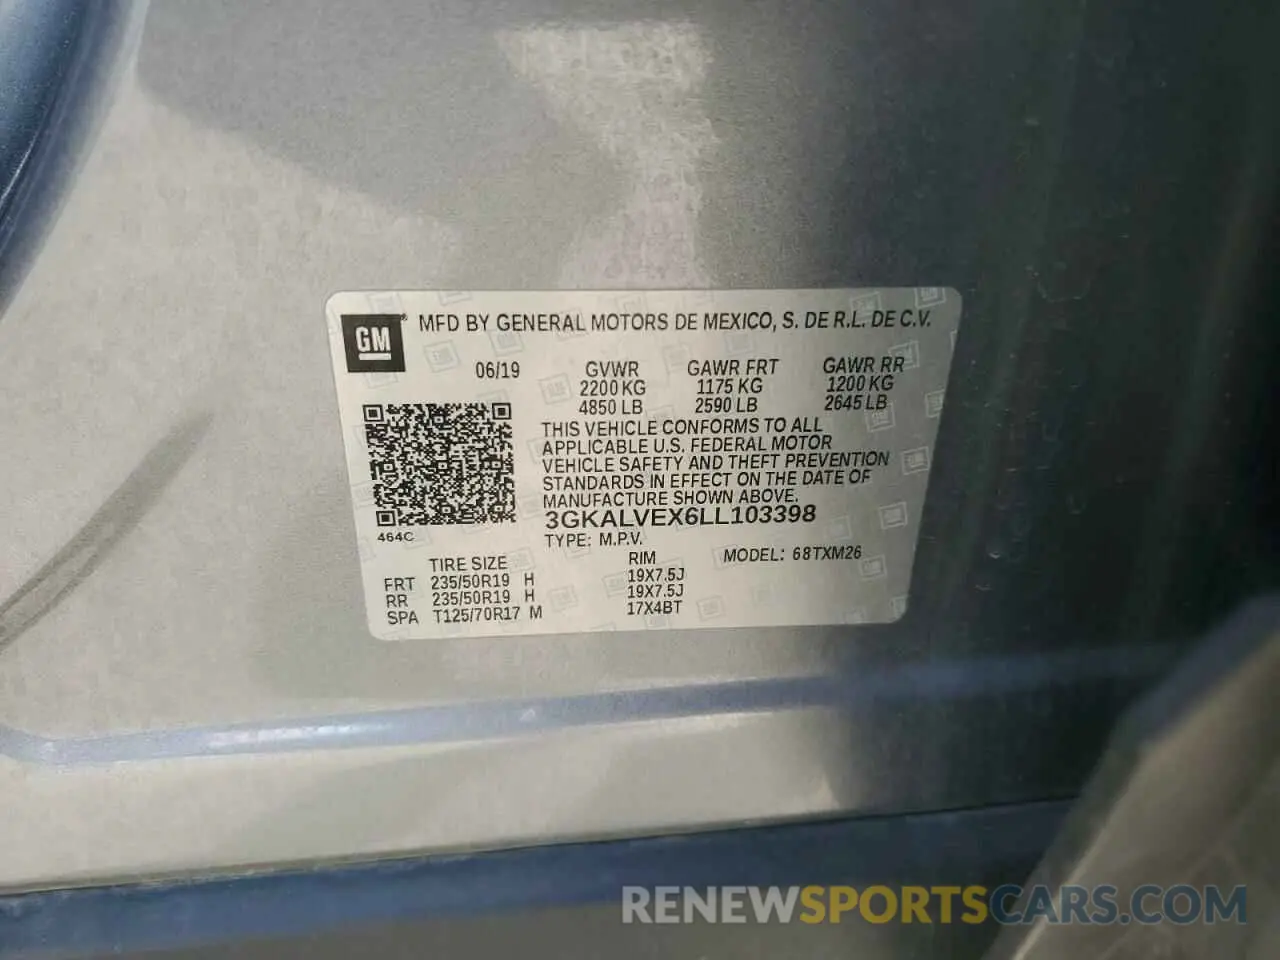 GM
MFD BY GENERAL MOTORS DE MEXICO, S. DE R.L. DE C.V.
06/19 GVWR GAWR FRT GAWR RR
2200 KG 1175 KG 1200 KG
4850 LB 2590 LB 2645 LB
THIS VEHICLE CONFORMS TO ALL
APPLICABLE U.S. FEDERAL MOTOR
VEHICLE SAFETY AND THEFT PREVENTION
STANDARDS IN EFFECT ON THE DATE OF
MANUFACTURE SHOWN ABOVE.
3GKALVEX6LL103398
464C
TYPE: M.P.V.
TIRE SIZE RIM MODEL: 68TXM26
FRT 235/50R19 H 19X7.5J
RR 235/50R19 H 19X7.5J
SPA T125/70R17 M 17X4BT
RENEWSPORTSCARS.COM